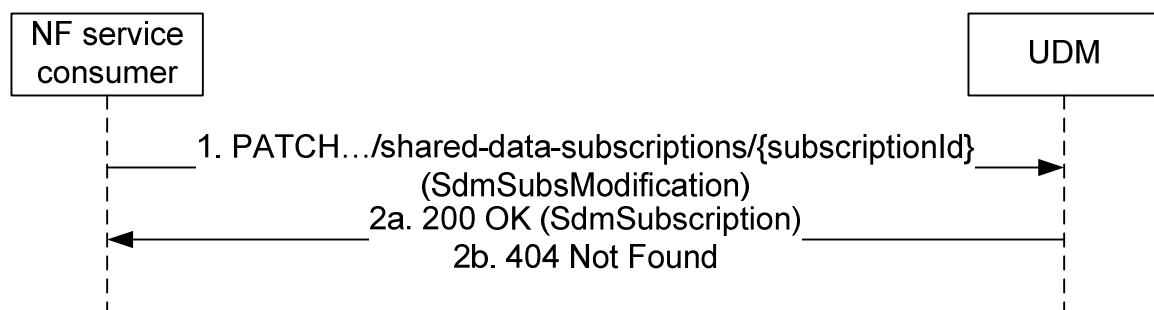 NF service
consumer
UDM
1. PATCH…/shared-data-subscriptions/{subscriptionId}
(SdmSubsModification)
2a. 200 OK (SdmSubscription)
2b. 404 Not Found